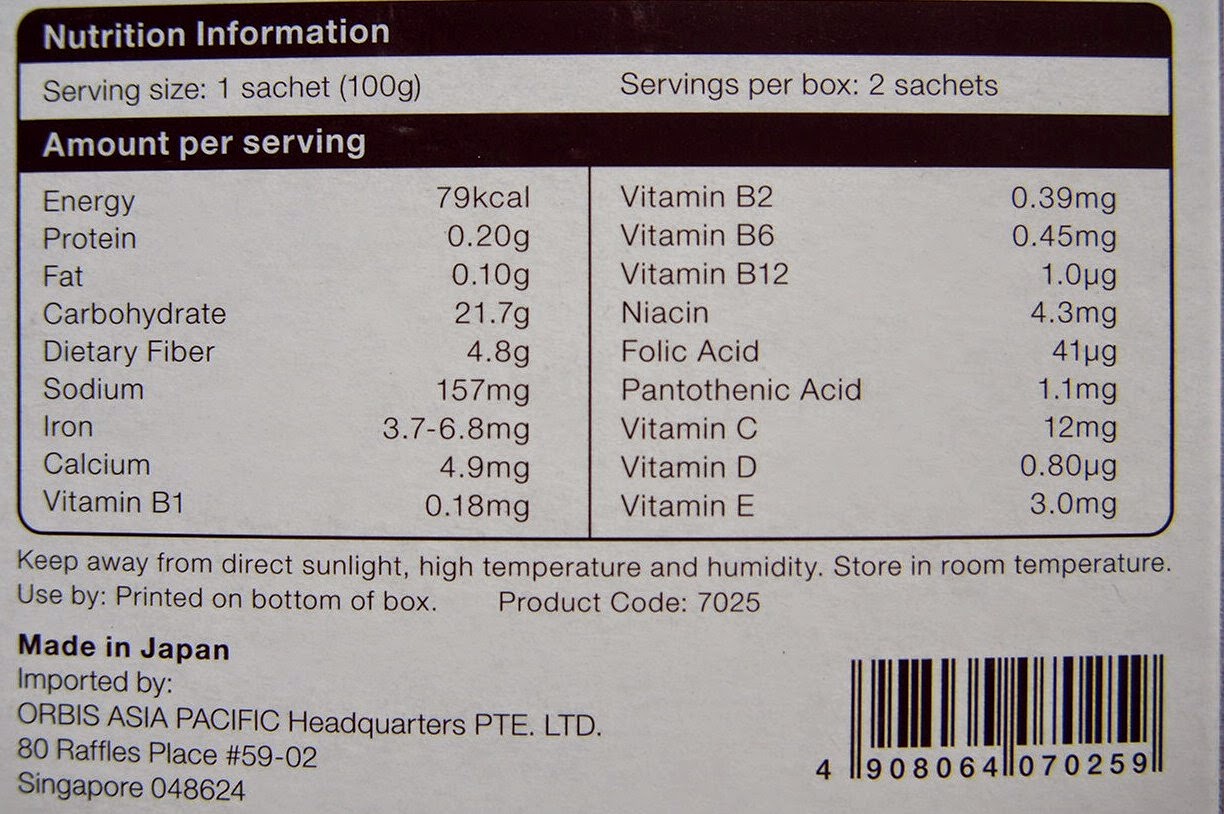 Nutrition Information
Serving size: 1 sachet (100g) Servings per box: 2 sachets
Amount per serving
Energy 79kcal
Protein 0.20g
Fat 0.10g
Carbohydrate 21.7g
Dietary Fiber 4.8g
Sodium 157mg
Iron 3.7-6.8mg
Calcium 4.9mg
Vitamin B1 0.18mg
Vitamin B2 0.39mg
Vitamin B6 0.45mg
Vitamin B12 1.0µg
Niacin 4.3mg
Folic Acid 41µg
Pantothenic Acid 1.1mg
Vitamin C 12mg
Vitamin D 0.80µg
Vitamin E 3.0mg
Keep away from direct sunlight, high temperature and humidity. Store in room temperature.
Use by: Printed on bottom of box. Product Code: 7025
Made in Japan
Imported by:
ORBIS ASIA PACIFIC Headquarters PTE. LTD.
80 Raffles Place #59-02
Singapore 048624
4 908064 070259